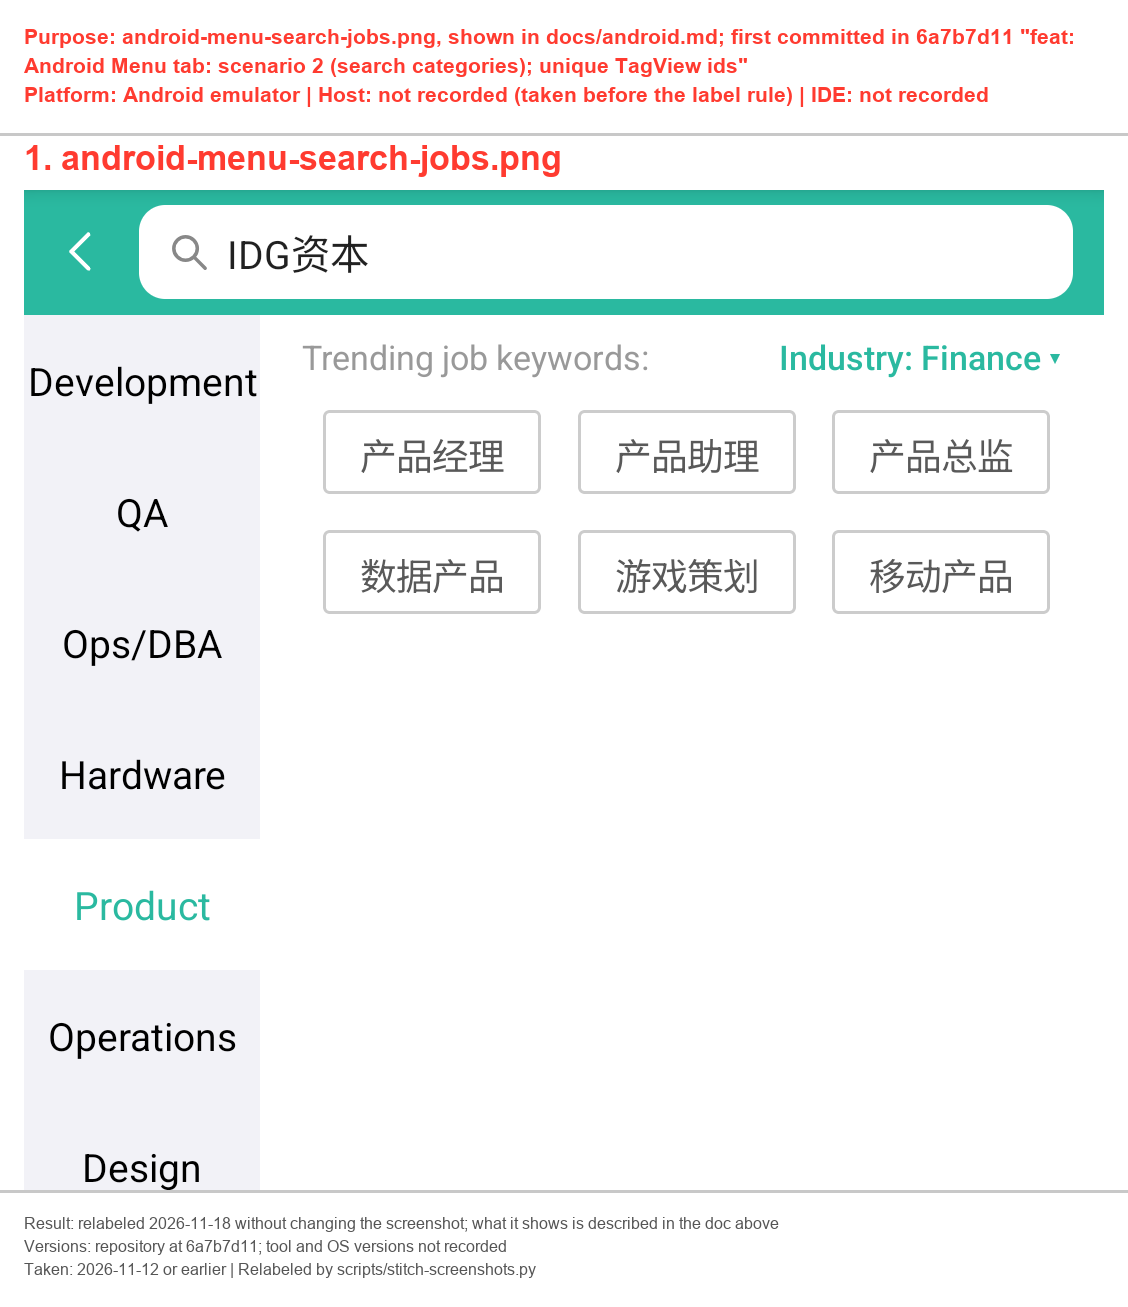 Purpose: android-menu-search-jobs.png, shown in docs/android.md; first committed in 6a7b7d11 "feat:
Android Menu tab: scenario 2 (search categories); unique TagView ids"
Platform: Android emulator | Host: not recorded (taken before the label rule) | IDE: not recorded
1. android-menu-search-jobs.png
IDG资本
Trending job keywords: Industry: Finance ▾
Development
产品经理 产品助理 产品总监
QA
数据产品 游戏策划 移动产品
Ops/DBA
Hardware
Product
Operations
Design
Result: relabeled 2026-11-18 without changing the screenshot; what it shows is described in the doc above
Versions: repository at 6a7b7d11; tool and OS versions not recorded
Taken: 2026-11-12 or earlier | Relabeled by scripts/stitch-screenshots.py